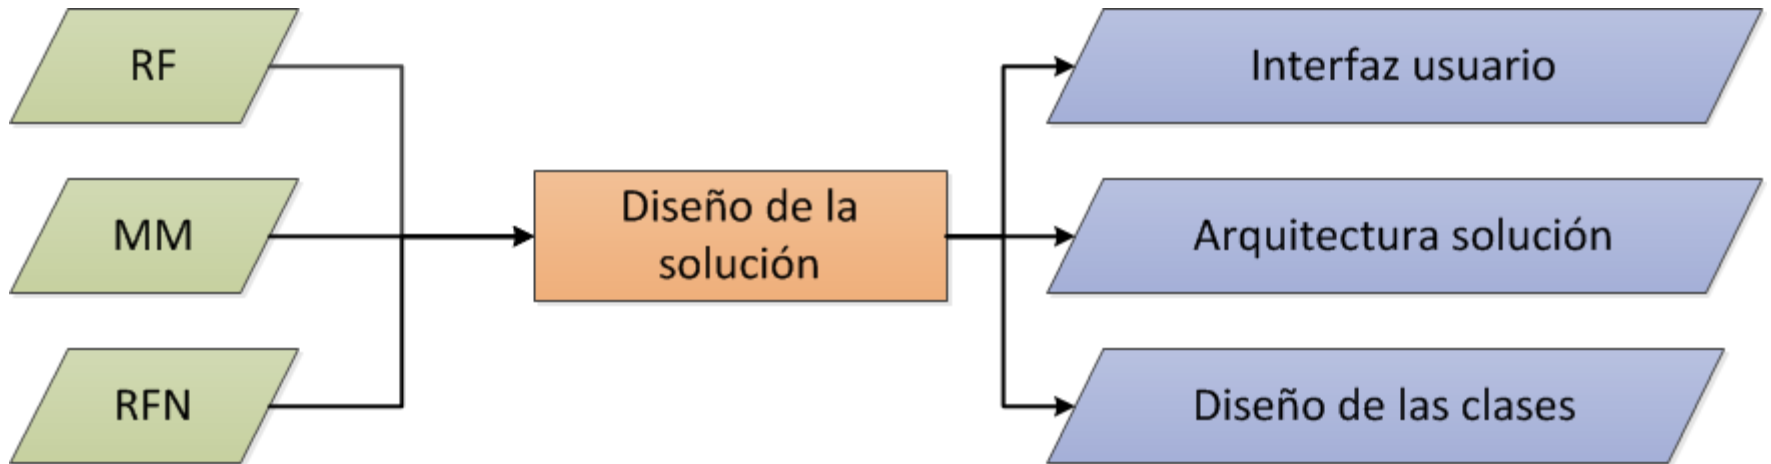 RF
MM
RFN
Diseño de la
solución
Interfaz usuario
Arquitectura solución
Diseño de las clases